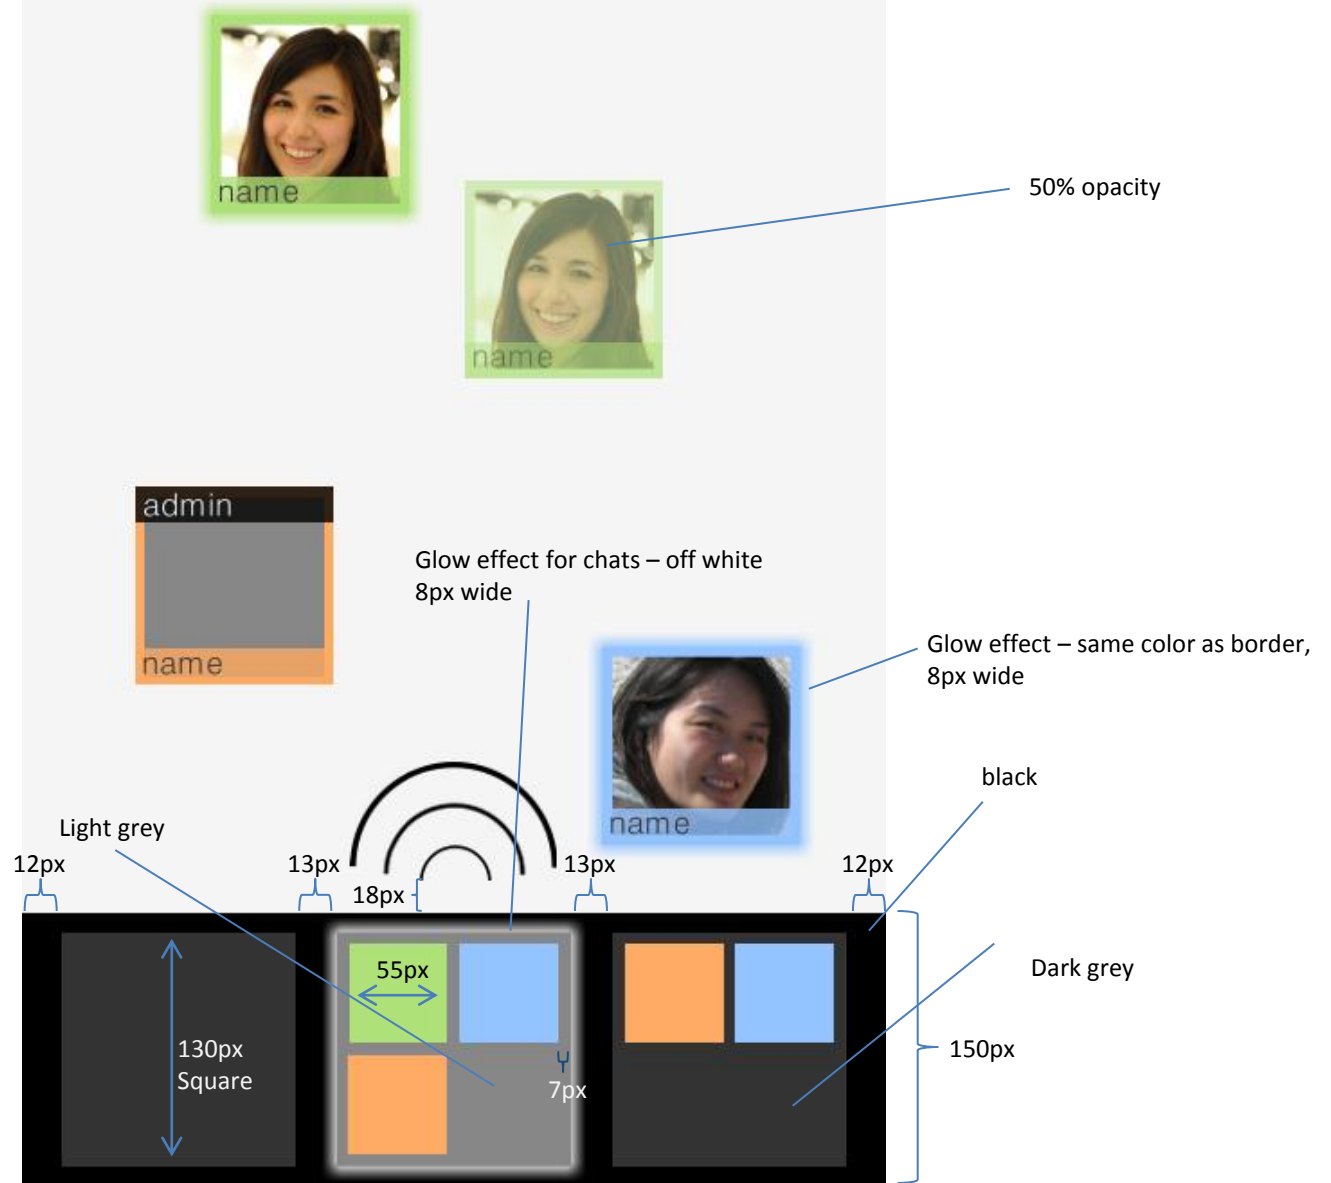 name
50% opacity
name
admin
name
Glow effect for chats – off white
8px wide
Glow effect – same color as border,
8px wide
name
black
Light grey
12px
13px
13px
12px
18px
55px
Dark grey
130px
Square
7px
150px